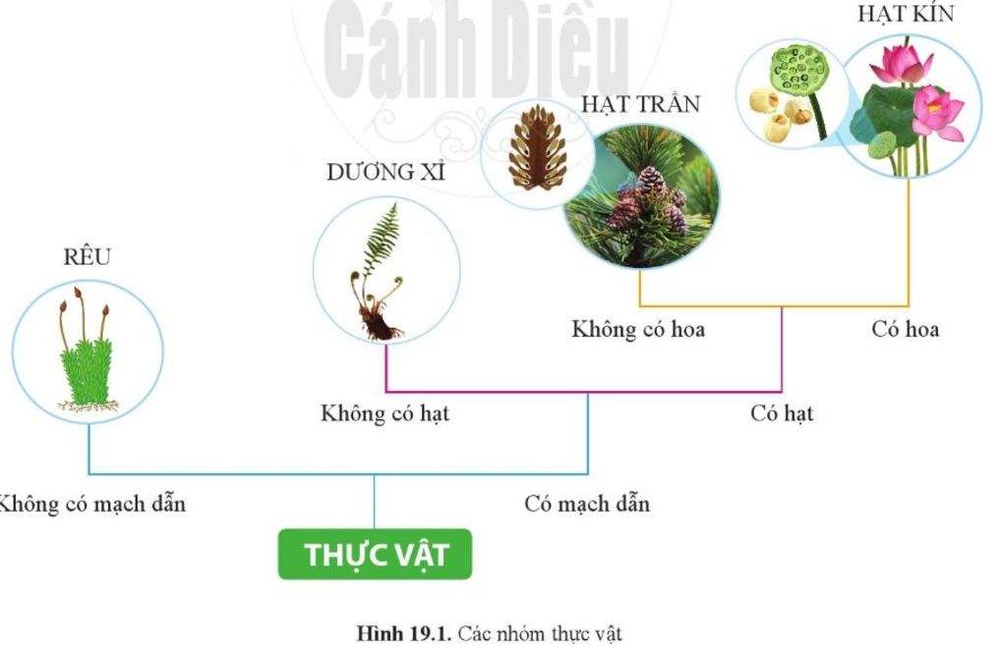 Cánh Diều
HẠT KÍN
HẠT TRẦN
DƯƠNG XỈ
RÊU
Không có hoa
Có hoa
Không có hạt
Có hạt
Không có mạch dẫn
Có mạch dẫn
THỰC VẬT
Hình 19.1. Các nhóm thực vật